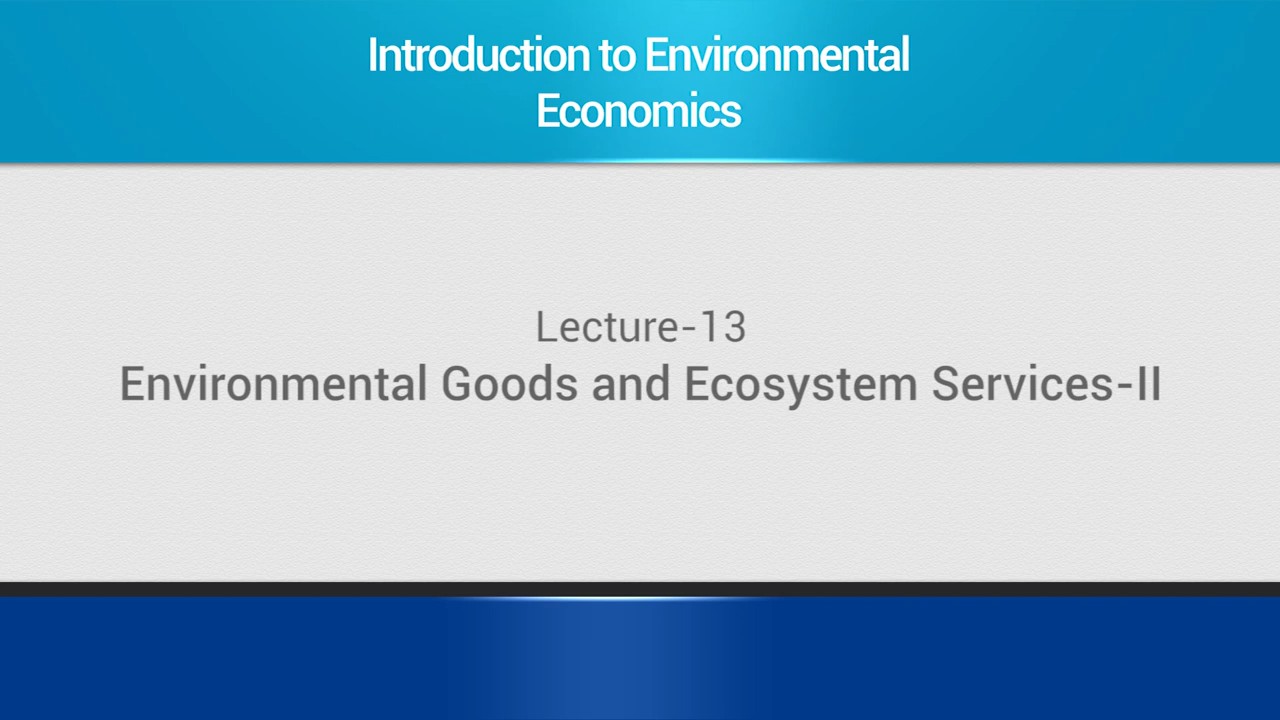 Introduction to Environmental
Economics
Lecture-13
Environmental Goods and Ecosystem Services-II